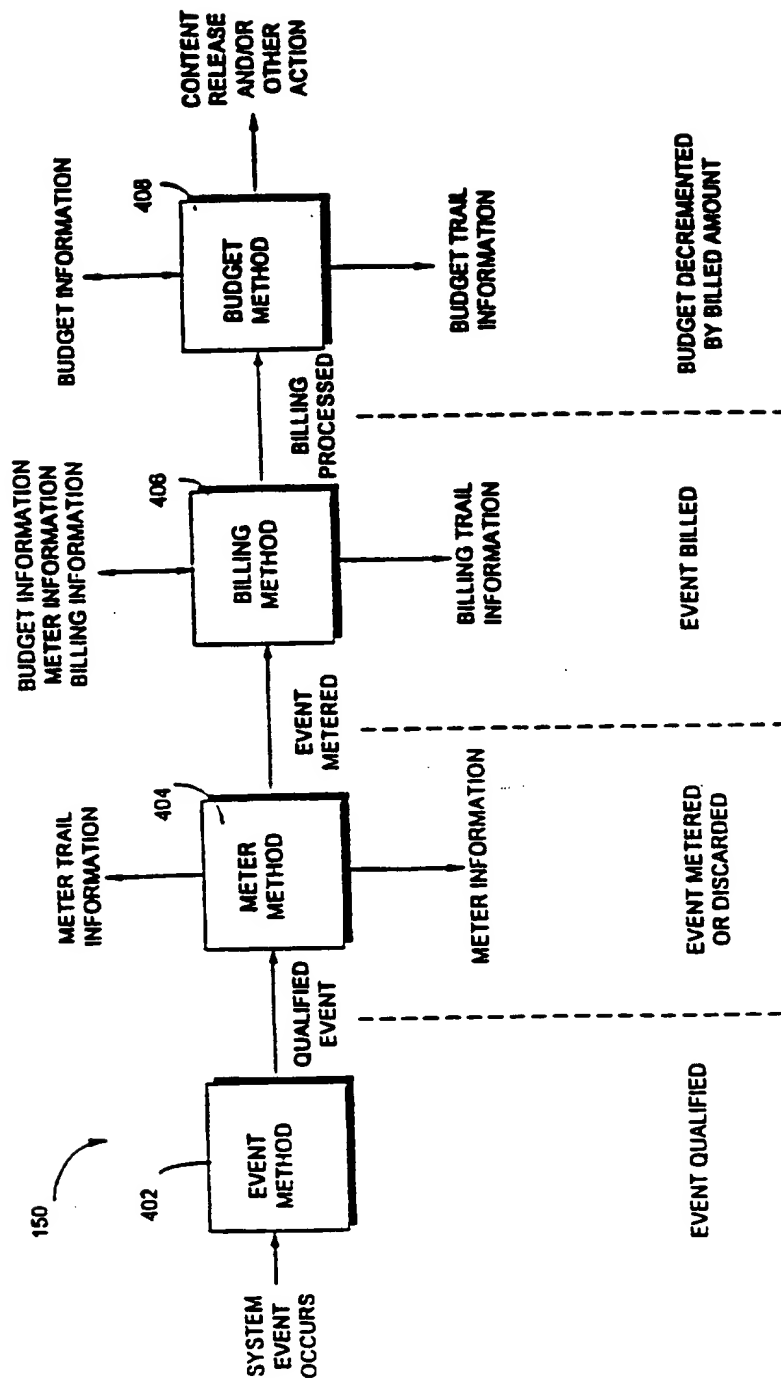 150
SYSTEM
EVENT
OCCURS
402
EVENT
METHOD
QUALIFIED
EVENT
METER TRAIL
INFORMATION
404
METER
METHOD
METER INFORMATION
EVENT
METERED
BUDGET INFORMATION
METER INFORMATION
BILLING INFORMATION
406
BILLING
METHOD
BILLING TRAIL
INFORMATION
BILLING
PROCESSED
BUDGET INFORMATION
408
BUDGET
METHOD
BUDGET TRAIL
INFORMATION
CONTENT
RELEASE
AND/OR
OTHER
ACTION
EVENT QUALIFIED
EVENT METERED
OR DISCARDED
EVENT BILLED
BUDGET DECREMENTED
BY BILLED AMOUNT